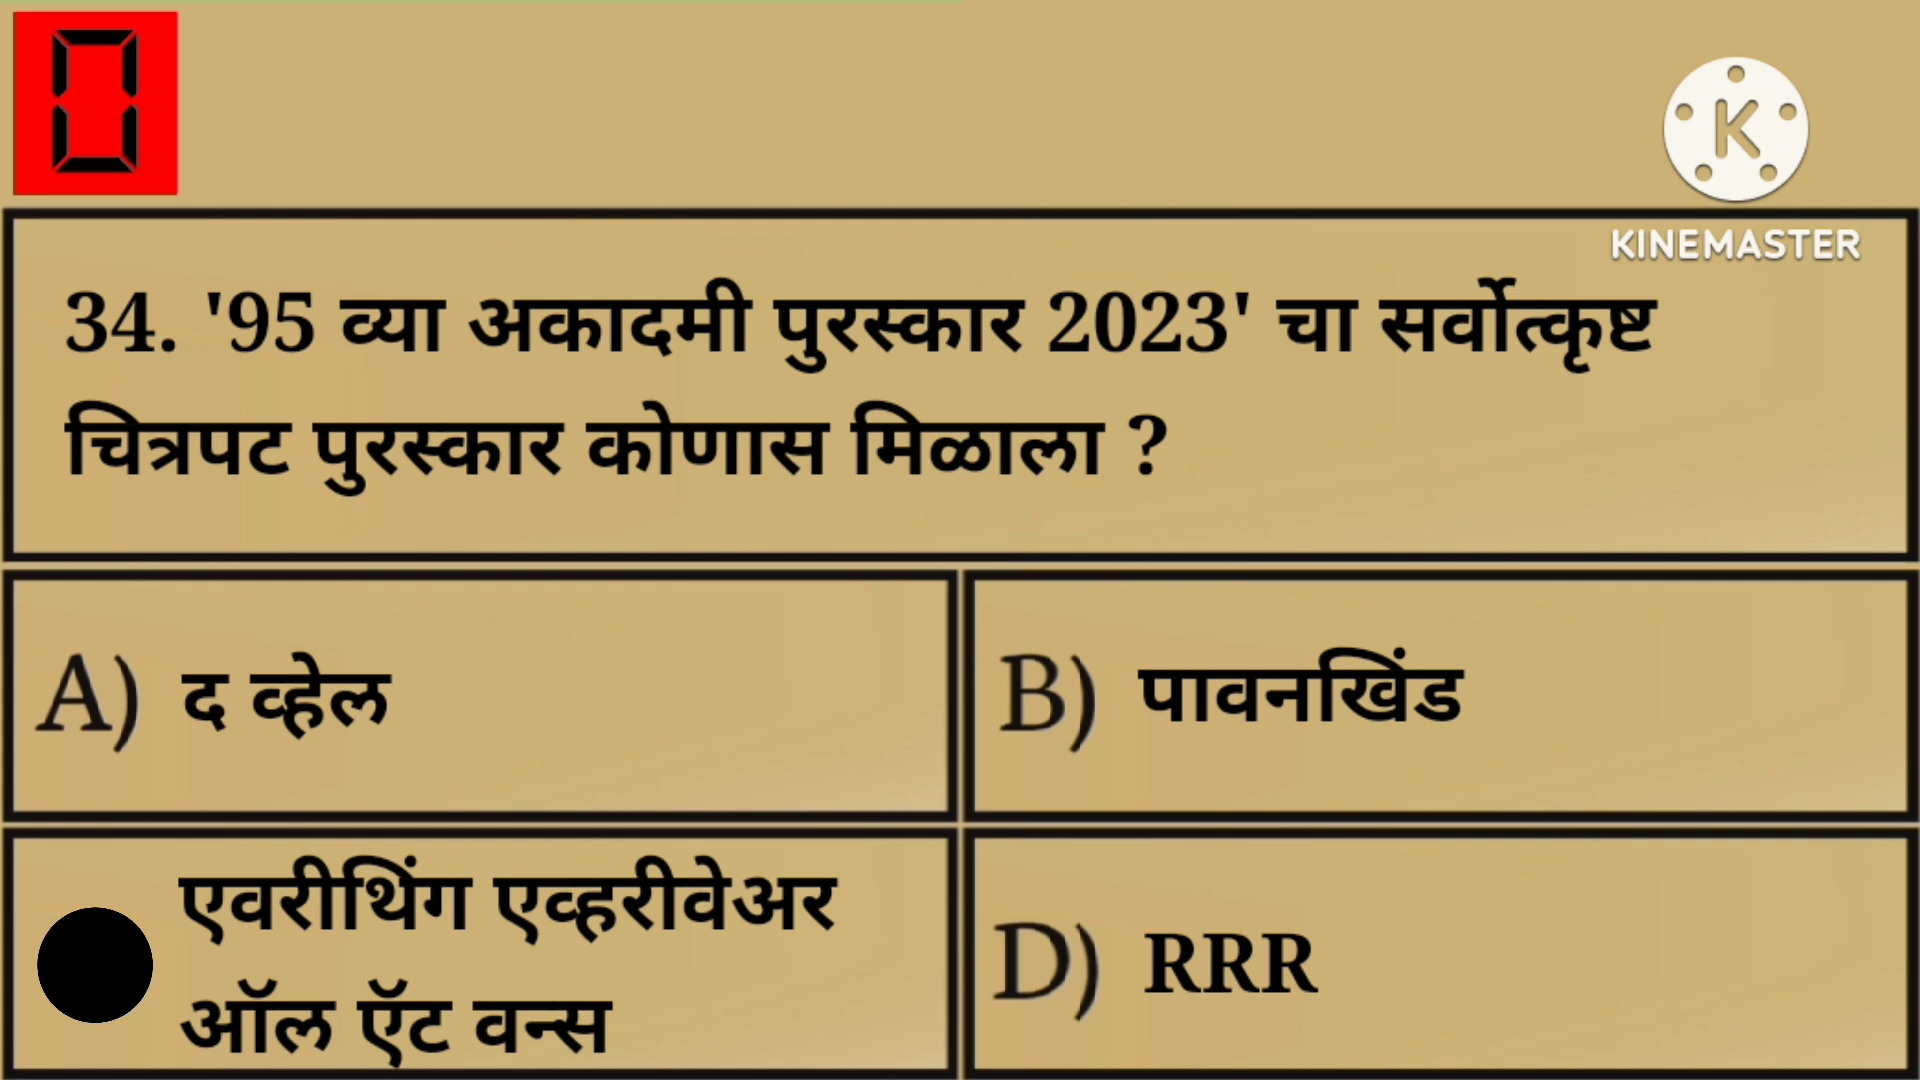 0
K
KINEMASTER
34. '95 व्या अकादमी पुरस्कार 2023' चा सर्वोत्कृष्ट
चित्रपट पुरस्कार कोणास मिळाला ?
A) द व्हेल
B) पावनखिंड
एवरीथिंग एव्हरीवेअर
ऑल ऍट वन्स
D) RRR